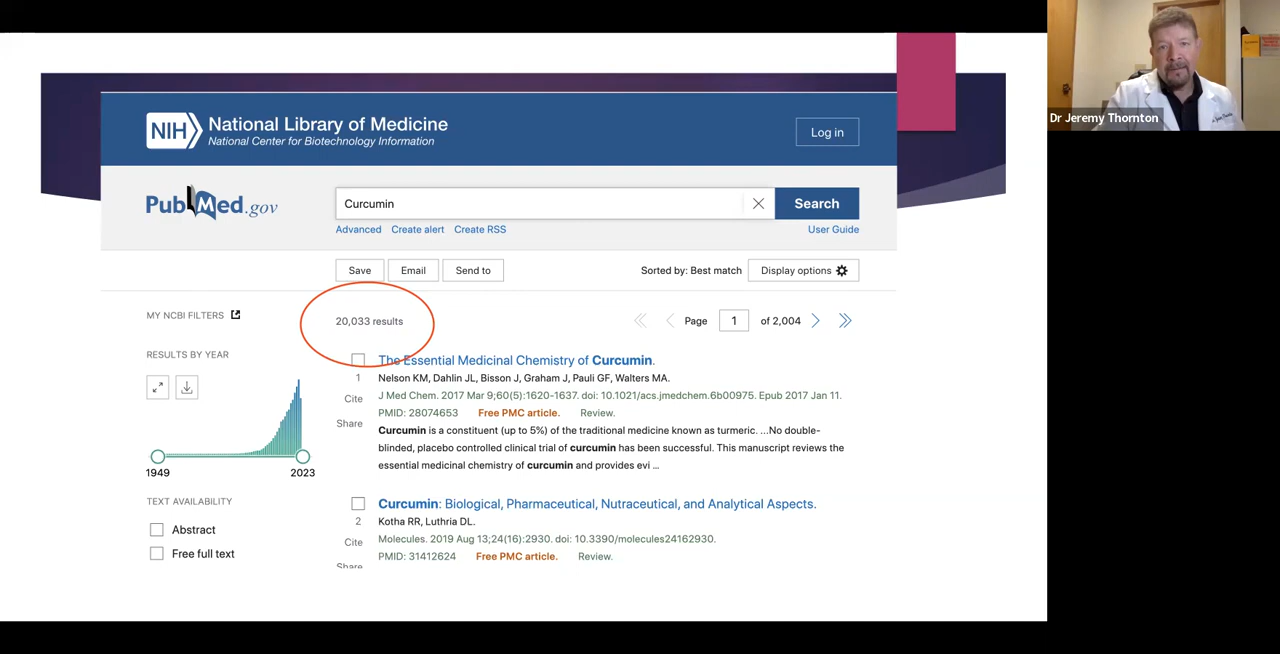 NIH National Library of Medicine
National Center for Biotechnology Information
Log in
Dr Jeremy Thornton
PubMed.gov
Curcumin
Search
Advanced Create alert Create RSS
User Guide
Save Email Send to
Sorted by: Best match Display options
MY NCBI FILTERS
20,033 results
Page 1 of 2,004
RESULTS BY YEAR
1949 2023
TEXT AVAILABILITY
Abstract
Free full text
The Essential Medicinal Chemistry of Curcumin.
1
Cite
Share
Nelson KM, Dahlin JL, Bisson J, Graham J, Pauli GF, Walters MA.
J Med Chem. 2017 Mar 9;60(5):1620-1637. doi: 10.1021/acs.jmedchem.6b00975. Epub 2017 Jan 11.
PMID: 28074653 Free PMC article. Review.
Curcumin is a constituent (up to 5%) of the traditional medicine known as turmeric. ...No double-
blinded, placebo controlled clinical trial of curcumin has been successful. This manuscript reviews the
essential medicinal chemistry of curcumin and provides evi ...
Curcumin: Biological, Pharmaceutical, Nutraceutical, and Analytical Aspects.
2
Cite
Share
Kotha RR, Luthria DL.
Molecules. 2019 Aug 13;24(16):2930. doi: 10.3390/molecules24162930.
PMID: 31412624 Free PMC article. Review.